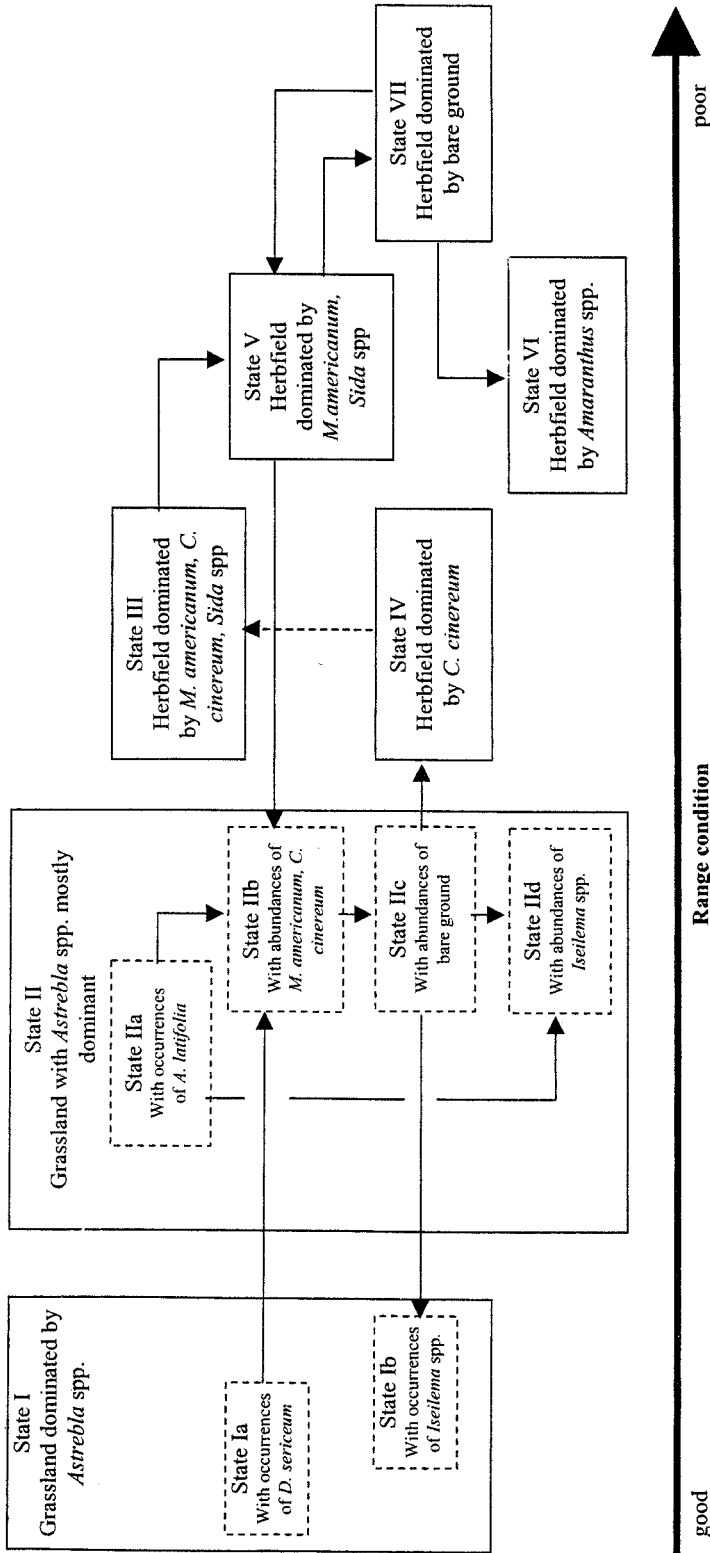 State I
Grassland dominated by
Astrebla spp.
State Ia
With occurrences
of D. sericeum
State Ib
With occurrences
of Iseilema spp.
State II
Grassland with Astrebla spp. mostly
dominant
State IIa
With occurrences
of A. latifolia
State IIb
With abundances of
M. americanum, C.
cinereum
State IIc
With abundances of
bare ground
State IId
With abundances of
Iseilema spp.
State III
Herbfield dominated
by M. americanum, C.
cinereum, Sida spp
State IV
Herbfield dominated
by C. cinereum
State V
Herbfield
dominated by
M.americanum,
Sida spp
State VI
Herbfield dominated
by Amaranthus spp.
State VII
Herbfield dominated
by bare ground
good
Range condition
poor